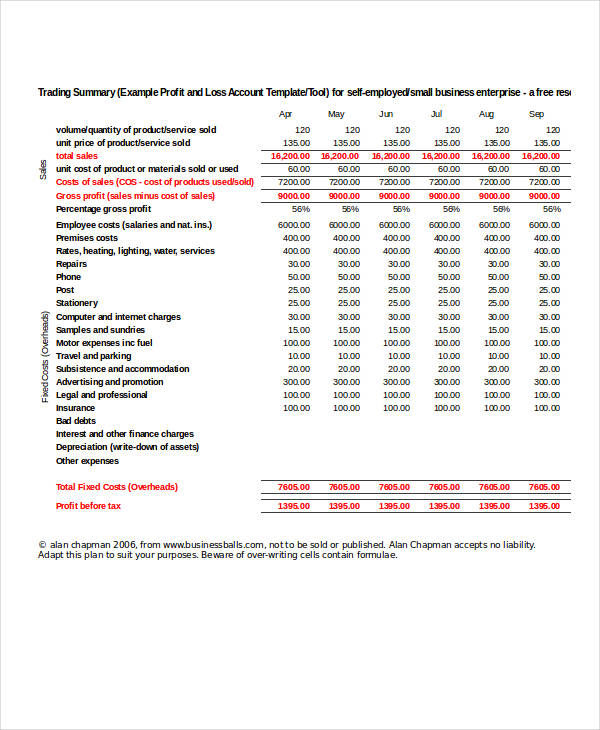 Trading Summary (Example Profit and Loss Account Template/Tool) for self-employed/small business enterprise - a free
Apr May Jun Jul Aug Sep
Sales
volume/quantity of product/service sold 120 120 120 120 120 120
unit price of product/service sold 135.00 135.00 135.00 135.00 135.00 135.00
total sales 16,200.00 16,200.00 16,200.00 16,200.00 16,200.00 16,200.00
unit cost of product or materials sold or used 60.00 60.00 60.00 60.00 60.00 60.00
Costs of sales (COS - cost of products used/sold) 7200.00 7200.00 7200.00 7200.00 7200.00 7200.00
Gross profit (sales minus cost of sales) 9000.00 9000.00 9000.00 9000.00 9000.00 9000.00
Percentage gross profit 56% 56% 56% 56% 56% 56%
Fixed Costs (Overheads)
Employee costs (salaries and nat. ins.) 6000.00 6000.00 6000.00 6000.00 6000.00 6000.00
Premises costs 400.00 400.00 400.00 400.00 400.00 400.00
Rates, heating, lighting, water, services 400.00 400.00 400.00 400.00 400.00 400.00
Repairs 30.00 30.00 30.00 30.00 30.00 30.00
Phone 50.00 50.00 50.00 50.00 50.00 50.00
Post 25.00 25.00 25.00 25.00 25.00 25.00
Stationery 25.00 25.00 25.00 25.00 25.00 25.00
Computer and internet charges 30.00 30.00 30.00 30.00 30.00 30.00
Samples and sundries 15.00 15.00 15.00 15.00 15.00 15.00
Motor expenses inc fuel 100.00 100.00 100.00 100.00 100.00 100.00
Travel and parking 10.00 10.00 10.00 10.00 10.00 10.00
Subsistence and accommodation 20.00 20.00 20.00 20.00 20.00 20.00
Advertising and promotion 300.00 300.00 300.00 300.00 300.00 300.00
Legal and professional 100.00 100.00 100.00 100.00 100.00 100.00
Insurance 100.00 100.00 100.00 100.00 100.00 100.00
Bad debts
Interest and other finance charges
Depreciation (write-down of assets)
Other expenses
Total Fixed Costs (Overheads) 7605.00 7605.00 7605.00 7605.00 7605.00 7605.00
Profit before tax 1395.00 1395.00 1395.00 1395.00 1395.00 1395.00
© alan chapman 2006, from www.businessballs.com, not to be sold or published. Alan Chapman accepts no liability.
Adapt this plan to suit your purposes. Beware of over-writing cells contain formulae.